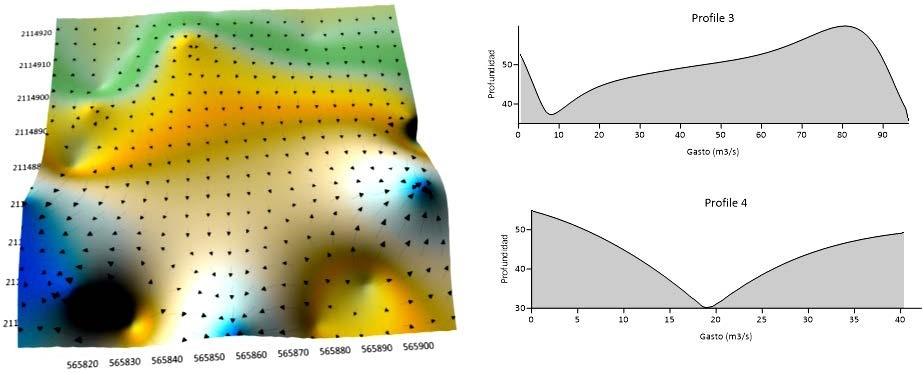 2114920
2114910
2114900
2114890
565820 565830 565840 565850 565860 565870 565880 565890 565900
Profile 3
Profundidad
50
40
0 10 20 30 40 50 60 70 80 90
Gasto (m3/s)
Profile 4
Profundidad
50
40
30
0 5 10 15 20 25 30 35 40
Gasto (m3/s)